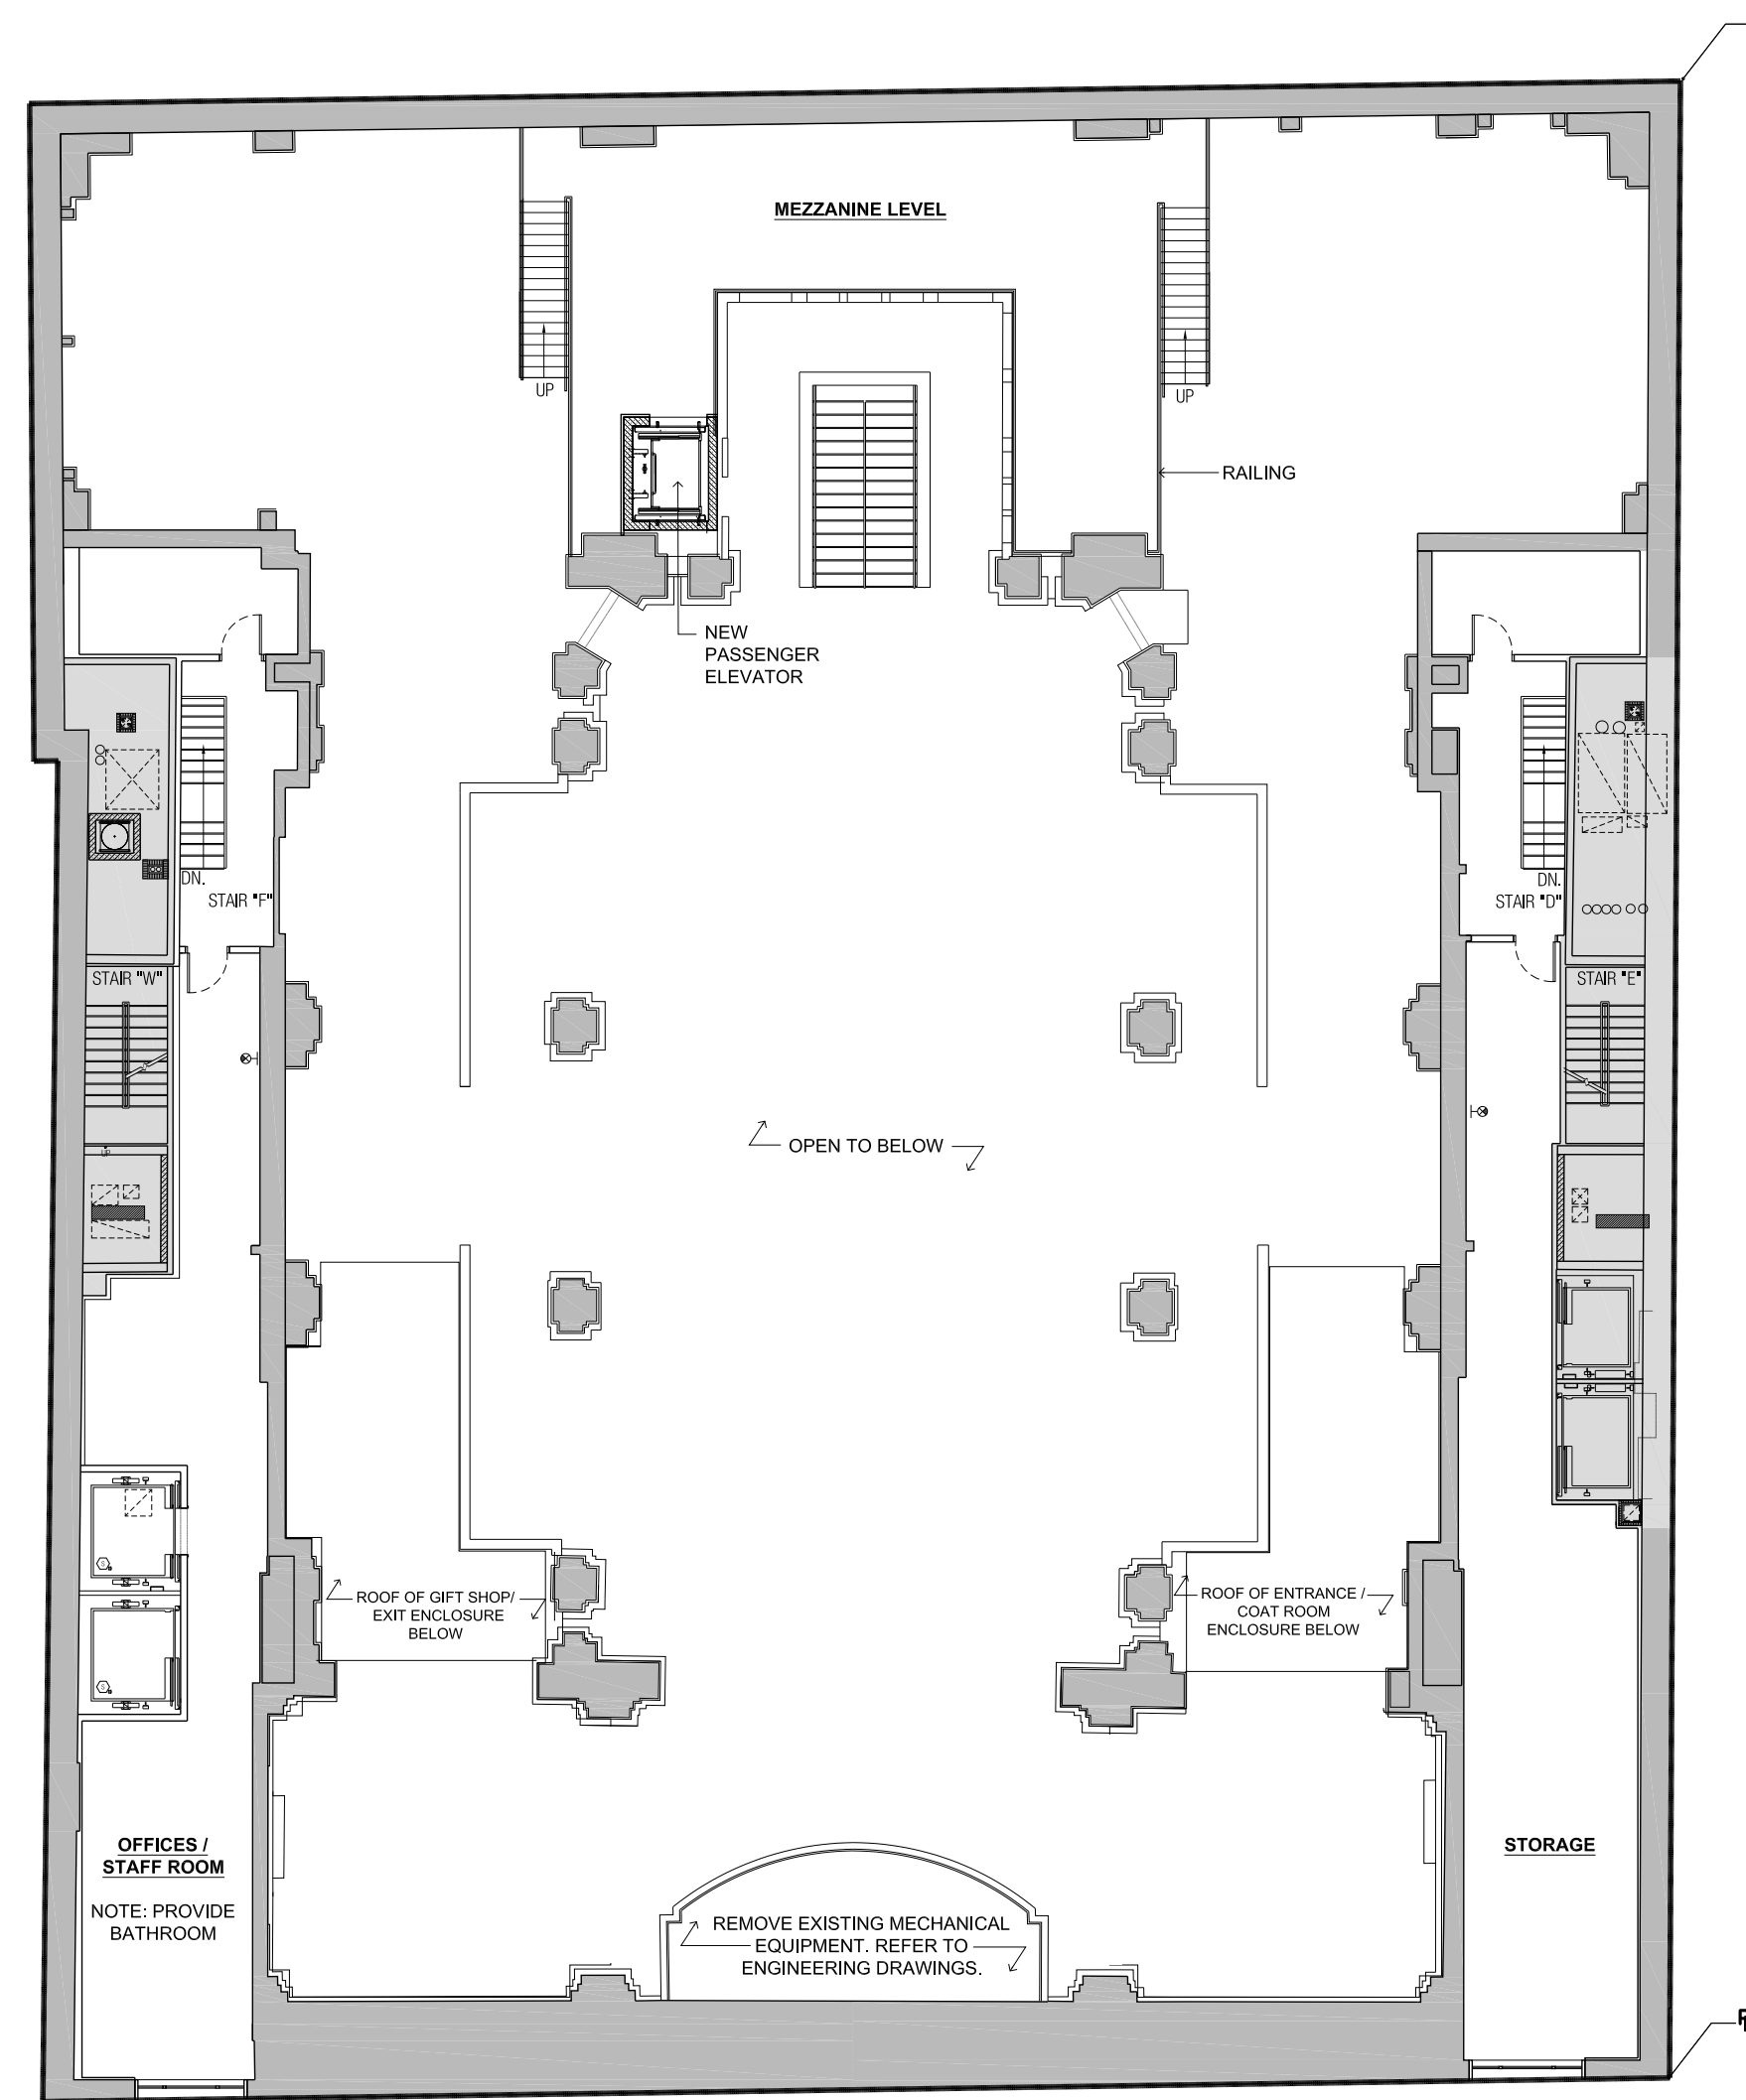 MEZZANINE LEVEL
UP
UP
RAILING
NEW
PASSENGER
ELEVATOR
DN.
STAIR "F"
DN.
STAIR "D"
STAIR "W"
STAIR "E"
OPEN TO BELOW
UP
ROOF OF GIFT SHOP/
EXIT ENCLOSURE
BELOW
ROOF OF ENTRANCE /
COAT ROOM
ENCLOSURE BELOW
S
S
OFFICES /
STAFF ROOM
NOTE: PROVIDE
BATHROOM
STORAGE
REMOVE EXISTING MECHANICAL
EQUIPMENT. REFER TO
ENGINEERING DRAWINGS.